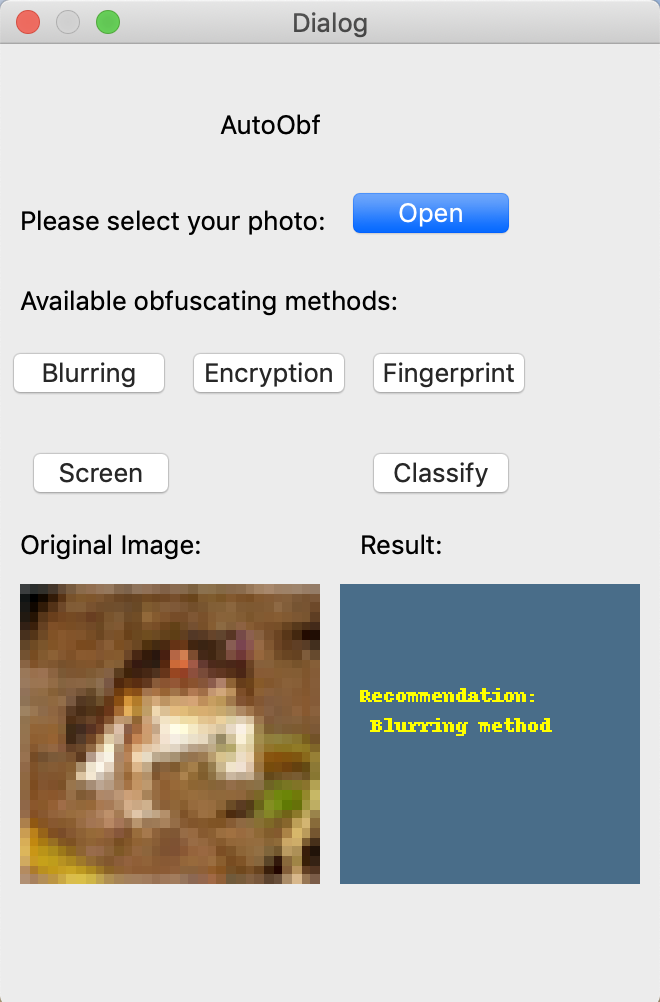 Dialog
AutoObf
Please select your photo:
Open
Available obfuscating methods:
Blurring
Encryption
Fingerprint
Screen
Classify
Original Image:
Result:
Recommendation:
Blurring method